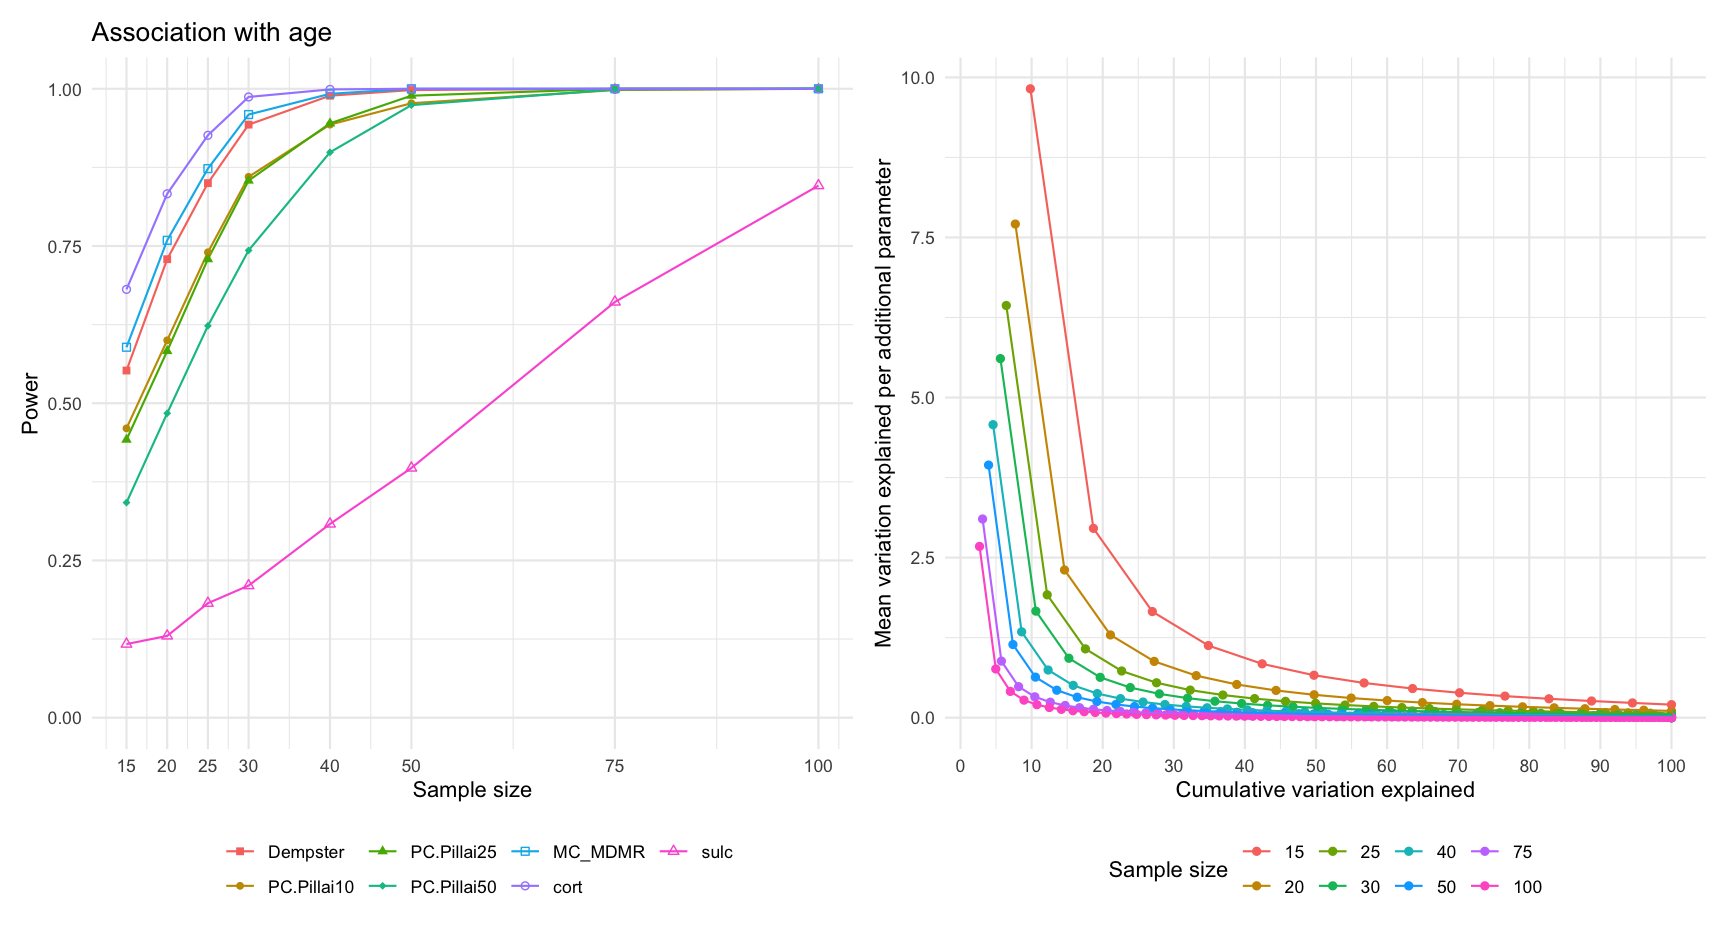 Association with age
Power
1.00
0.75
0.50
0.25
0.00
15 20 25 30 40 50 75 100
Sample size
Dempster PC.Pillai25 MC_MDMR sulc
PC.Pillai10 PC.Pillai50 cort
Mean variation explained per additional parameter
10.0
7.5
5.0
2.5
0.0
0 10 20 30 40 50 60 70 80 90 100
Cumulative variation explained
Sample size
15 25 40 75
20 30 50 100